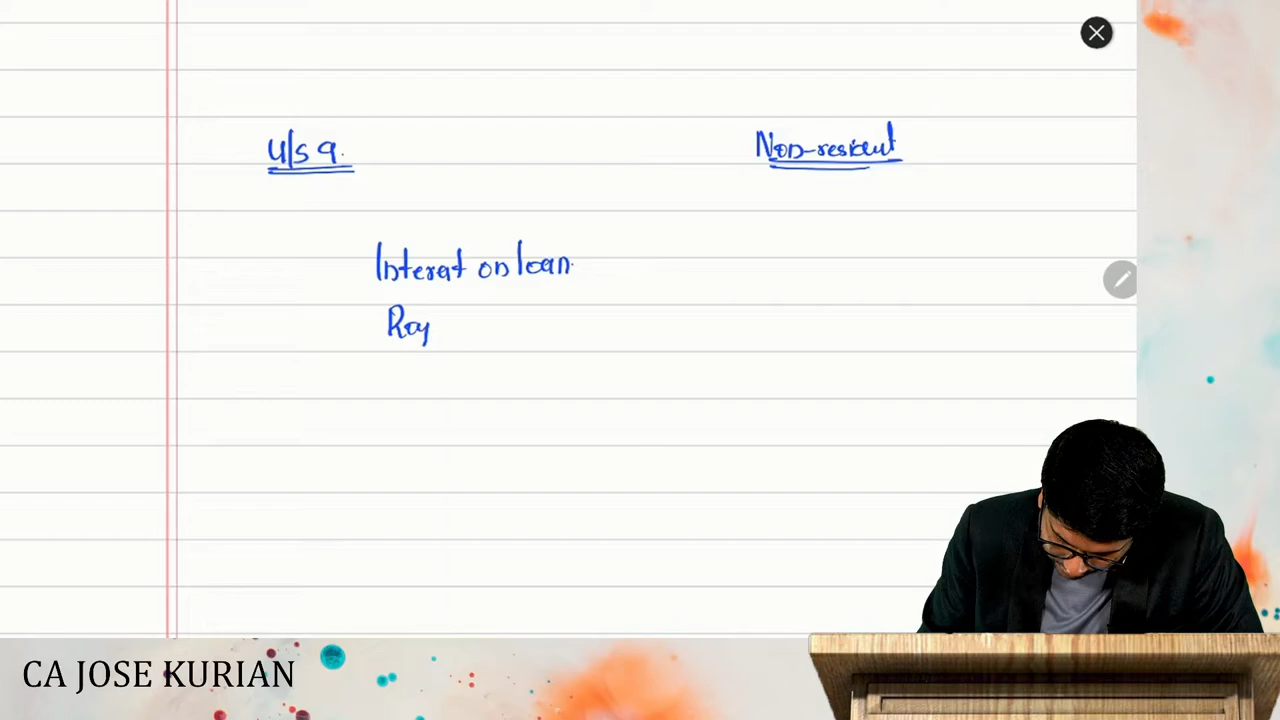 u/s 9.
Non-resident
Interest on loan.
Roy
CA JOSE KURIAN